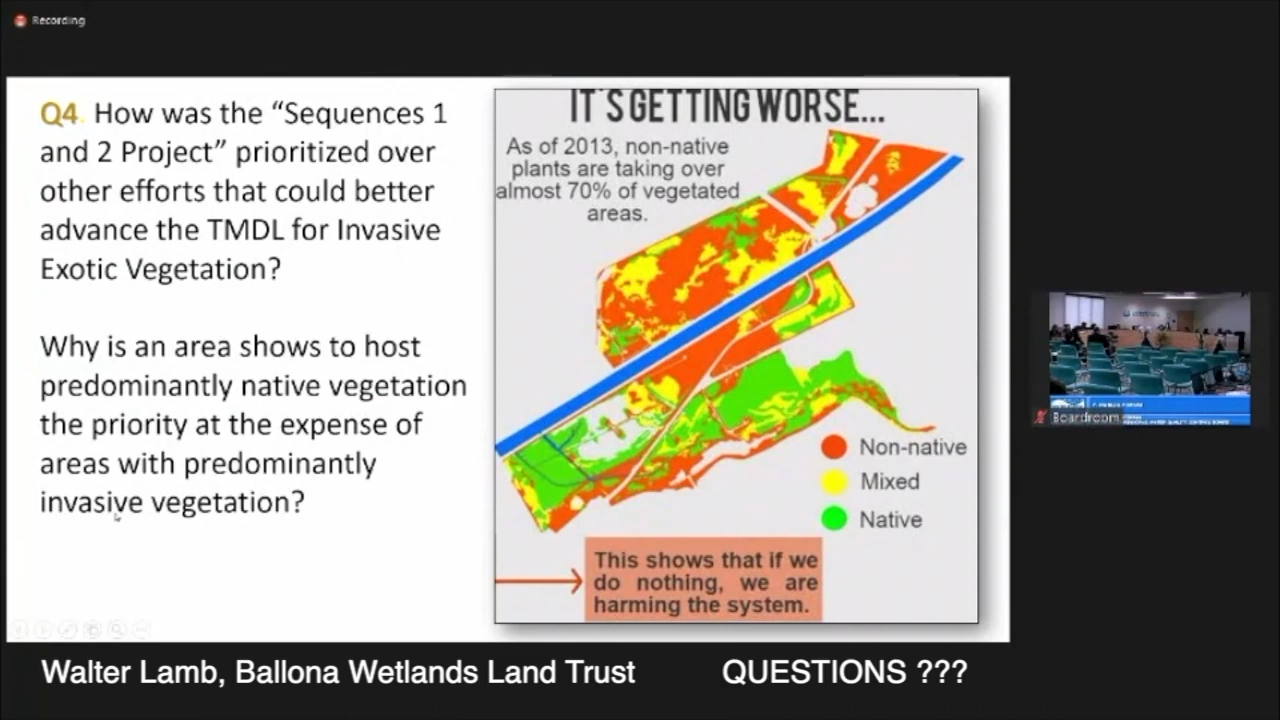 Recording
Q4. How was the “Sequences 1
and 2 Project” prioritized over
other efforts that could better
advance the TMDL for Invasive
Exotic Vegetation?
Why is an area shows to host
predominantly native vegetation
the priority at the expense of
areas with predominantly
invasive vegetation?
IT'S GETTING WORSE...
As of 2013, non-native
plants are taking over
almost 70% of vegetated
areas.
Non-native
Mixed
Native
This shows that if we
do nothing, we are
harming the system.
Boardroom
Walter Lamb, Ballona Wetlands Land Trust
QUESTIONS ???